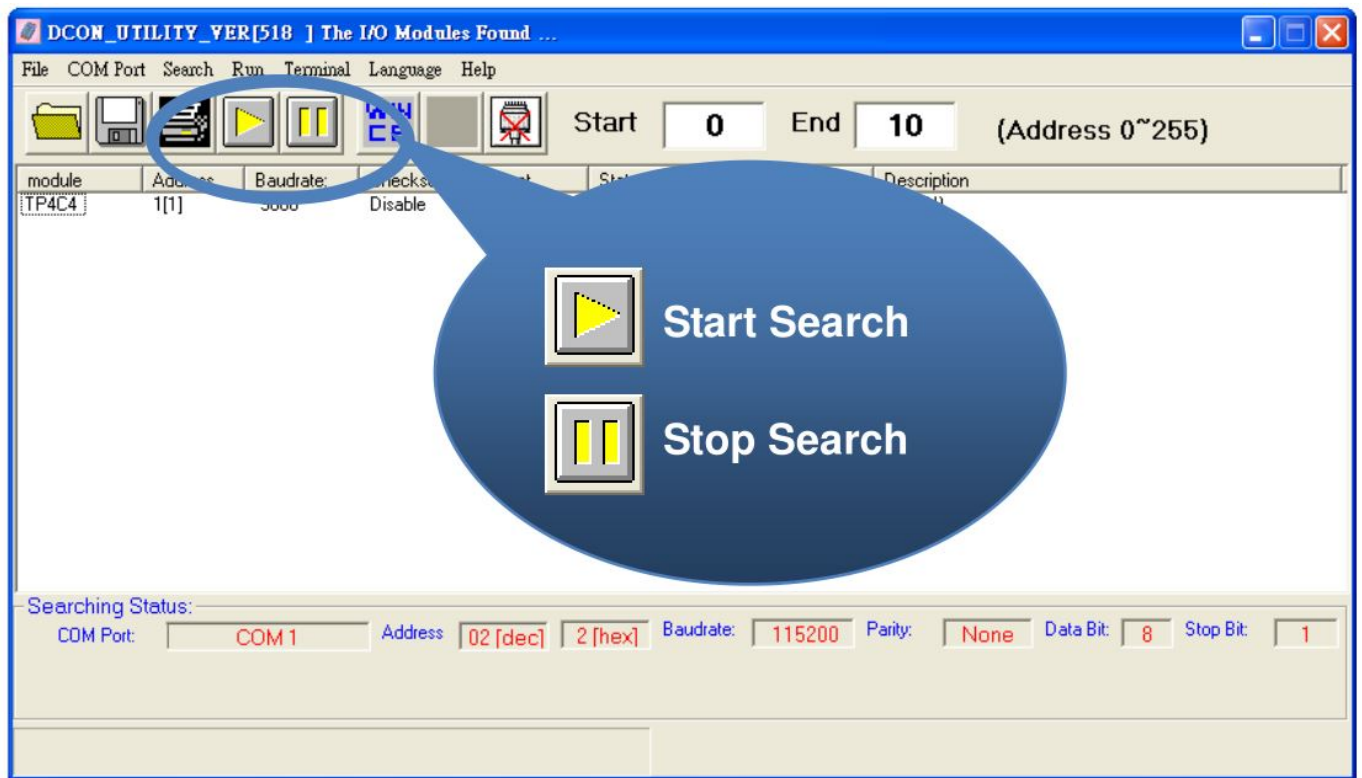 DCON_UTILITY_VER[518 ] The I/O Modules Found ...
File COM Port Search Run Terminal Language Help
Start 0 End 10 (Address 0~255)
module Baudrate: Description
TP4C4 1[1] Disable
Start Search
Stop Search
Searching Status:
COM Port: COM 1 Address 02 [dec] 2 [hex] Baudrate: 115200 Parity: None Data Bit: 8 Stop Bit: 1